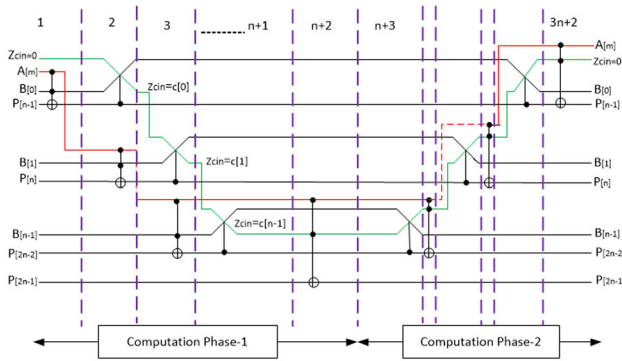 1 2 3 n+1 n+2 n+3 3n+2
Zcin=0 A[m]
A[m] Zcin=0
B[0] Zcin=c[0] B[0]
P[n-1] P[n-1]
B[1] Zcin=c[1] B[1]
P[n] P[n]
Zcin=c[n-1]
B[n-1] B[n-1]
P[2n-2] P[2n-2
P[2n-1] P[2n-1
Computation Phase-1 Computation Phase-2